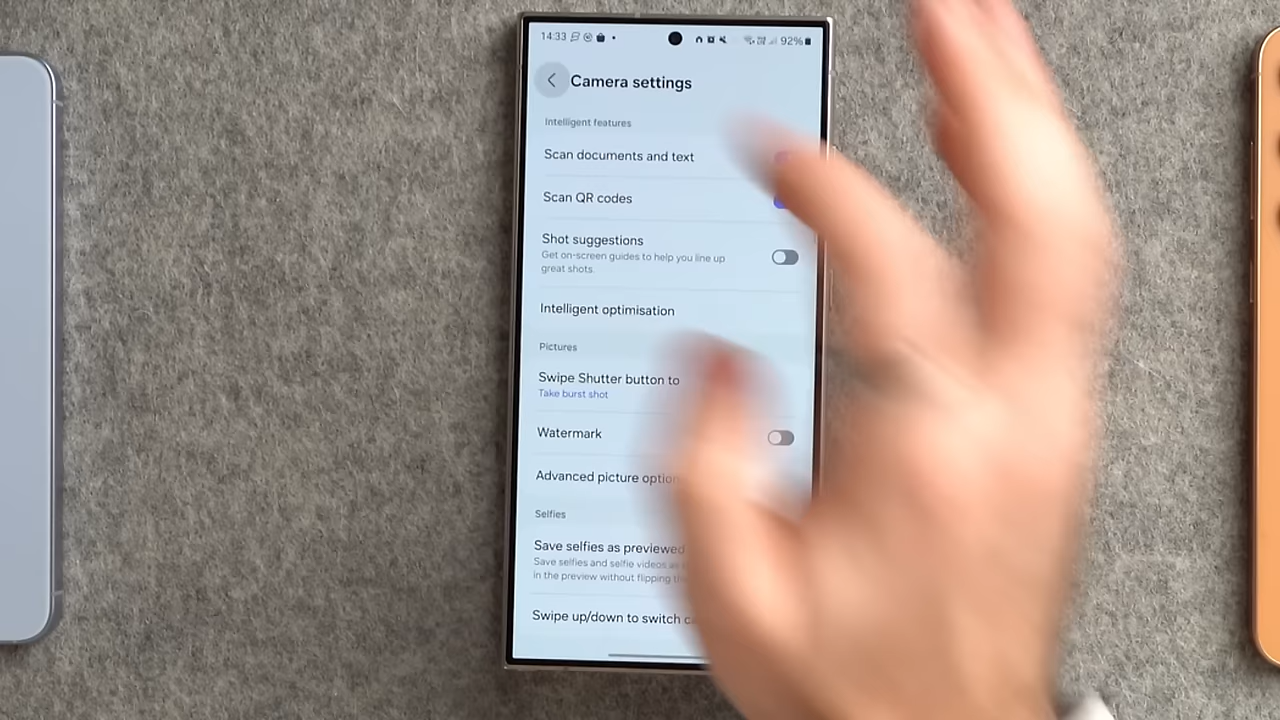 14:33 92%
Camera settings
Intelligent features
Scan documents and text
Scan QR codes
Shot suggestions
Get on-screen guides to help you line up
great shots.
Intelligent optimisation
Pictures
Swipe Shutter button to
Take burst shot
Watermark
Advanced picture
Selfies
Save selfies as previewed
Save selfies and selfie videos
in the preview without flipping
Swipe up/down to switch